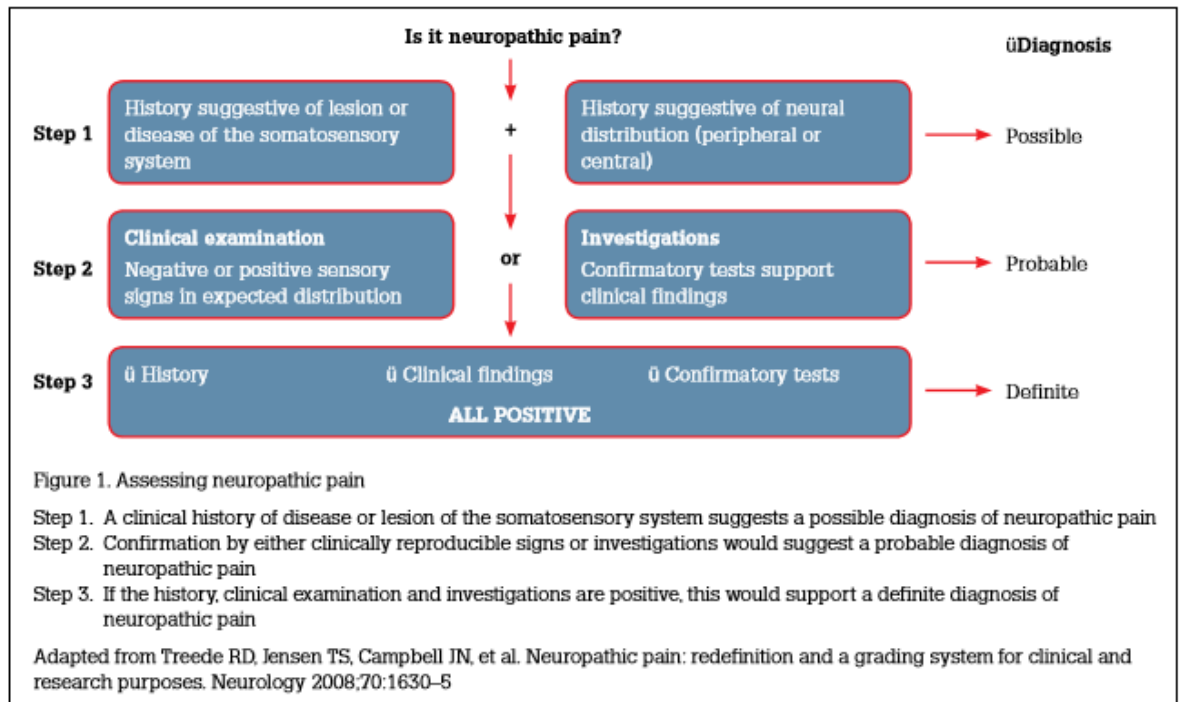 Is it neuropathic pain?
üDiagnosis
Step 1
History suggestive of lesion or
disease of the somatosensory
system
+
History suggestive of neural
distribution (peripheral or
central)
Possible
Step 2
Clinical examination
Negative or positive sensory
signs in expected distribution
or
Investigations
Confirmatory tests support
clinical findings
Probable
Step 3
ü History
ü Clinical findings
ü Confirmatory tests
ALL POSITIVE
Definite
Figure 1. Assessing neuropathic pain
Step 1. A clinical history of disease or lesion of the somatosensory system suggests a possible diagnosis of neuropathic pain
Step 2. Confirmation by either clinically reproducible signs or investigations would suggest a probable diagnosis of
neuropathic pain
Step 3. If the history, clinical examination and investigations are positive, this would support a definite diagnosis of
neuropathic pain
Adapted from Treede RD, Jensen TS, Campbell JN, et al. Neuropathic pain: redefinition and a grading system for clinical and
research purposes. Neurology 2008;70:1630–5